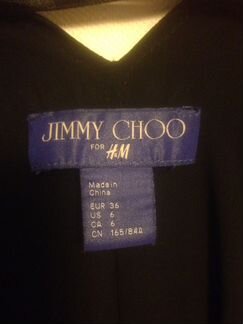 JIMMY CHOO
FOR
H&M
Made in
China
EUR 36
US 6
CA 6
CN 165/84A